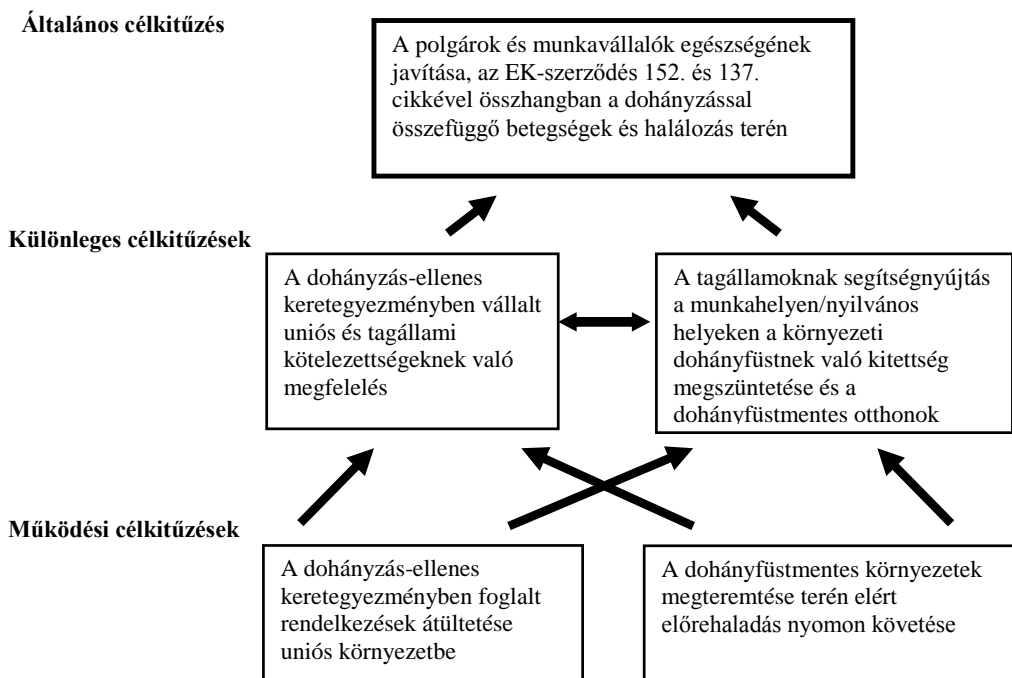 Általános célkitűzés
A polgárok és munkavállalók egészségének
javítása, az EK-szerződés 152. és 137.
cikkével összhangban a dohányzással
összefüggő betegségek és halálozás terén
Különleges célkitűzések
A dohányzás-ellenes
keretegyezményben vállalt
uniós és tagállami
kötelezettségeknek való
megfelelés
A tagállamoknak segítségnyújtás
a munkahelyen/nyilvános
helyeken a környezeti
dohányfüstnek való kitettség
megszüntetése és a
dohányfüstmentes otthonok
Működési célkitűzések
A dohányzás-ellenes
keretegyezményben foglalt
rendelkezések átültetése
uniós környezetbe
A dohányfüstmentes környezetek
megteremtése terén elért
előrehaladás nyomon követése